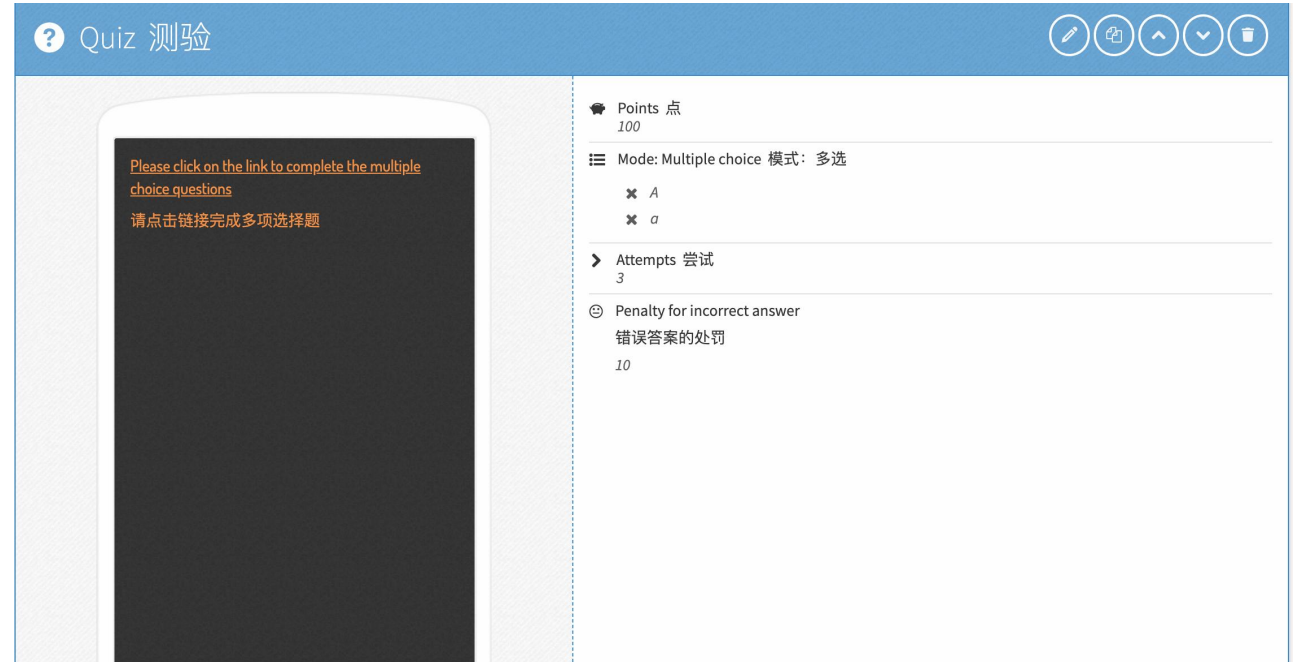 Quiz 测验
Please click on the link to complete the multiple
choice questions
请点击链接完成多项选择题
Points 点
100
Mode: Multiple choice 模式：多选
A
a
Attempts 尝试
3
Penalty for incorrect answer
错误答案的处罚
10